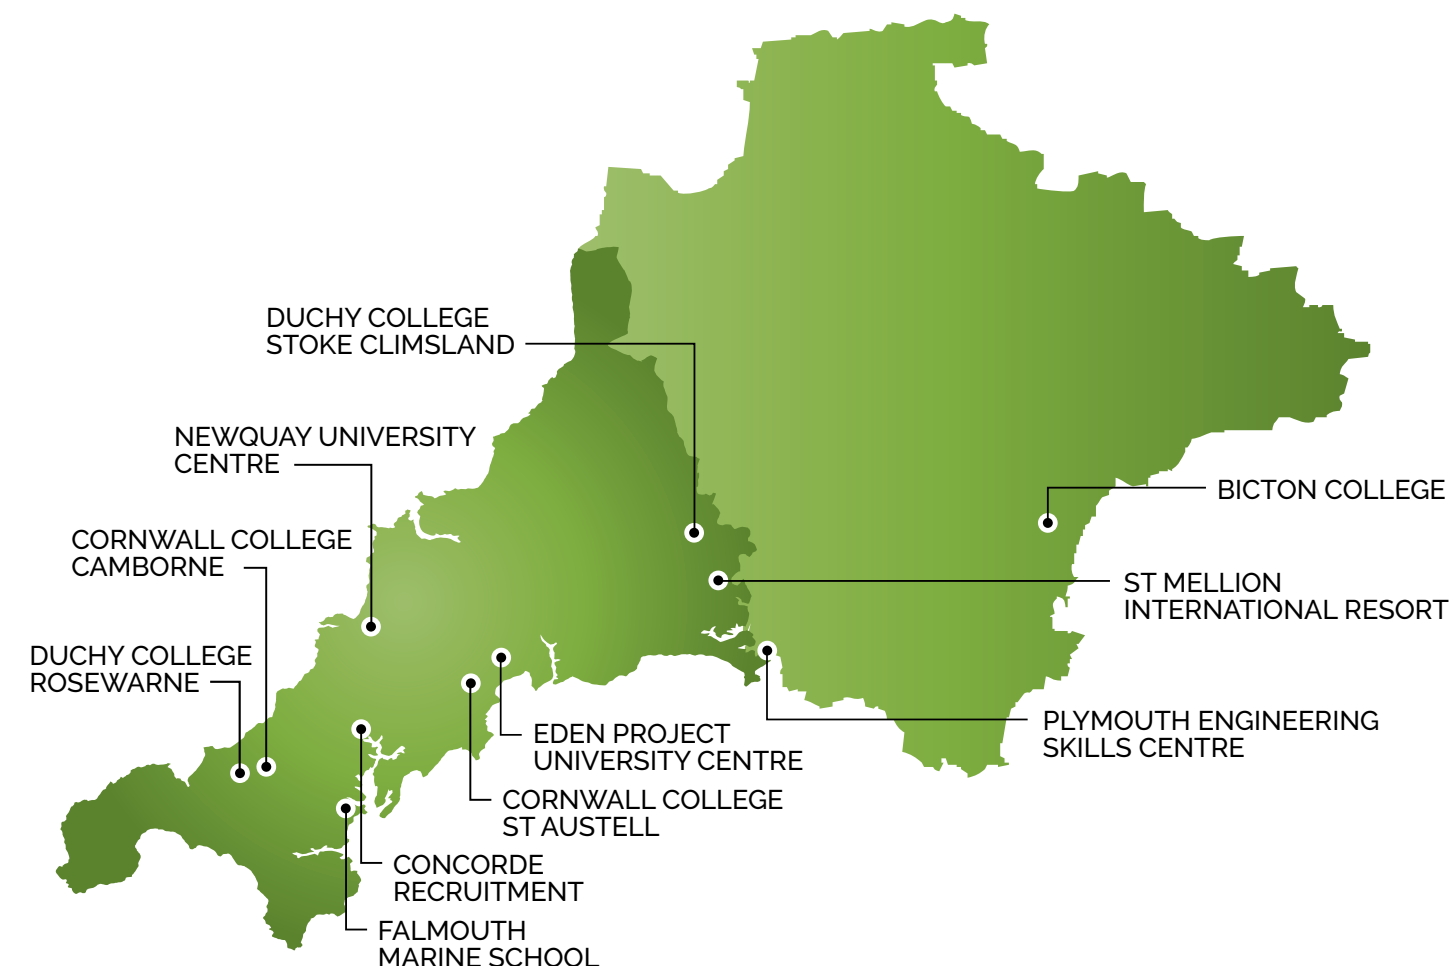 DUCHY COLLEGE
STOKE CLIMSLAND
NEWQUAY UNIVERSITY
CENTRE
BICTON COLLEGE
CORNWALL COLLEGE
CAMBORNE
ST MELLION
INTERNATIONAL RESORT
DUCHY COLLEGE
ROSEWARNE
PLYMOUTH ENGINEERING
SKILLS CENTRE
EDEN PROJECT
UNIVERSITY CENTRE
CORNWALL COLLEGE
ST AUSTELL
CONCORDE
RECRUITMENT
FALMOUTH
MARINE SCHOOL